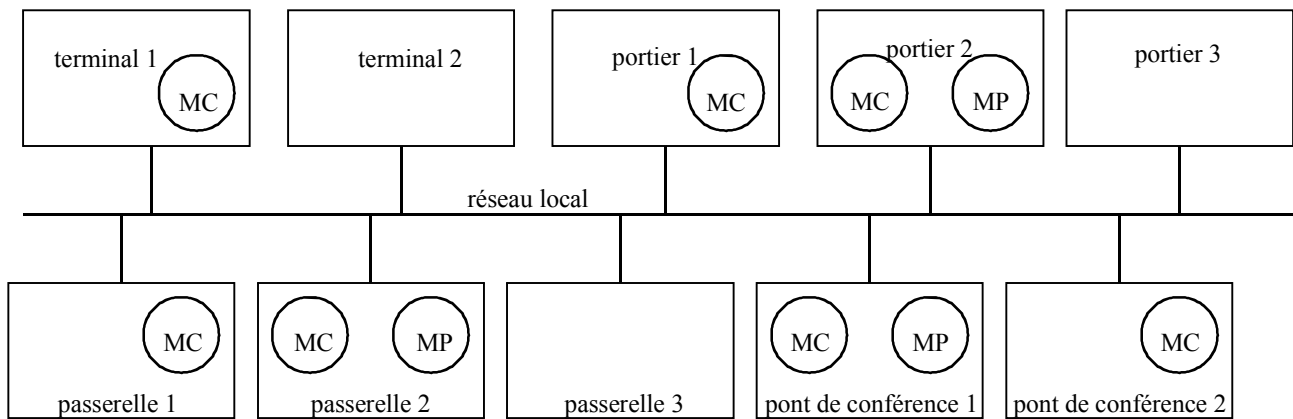 terminal 1
MC
terminal 2
portier 1
MC
portier 2
MC
MP
portier 3
réseau local
MC
passerelle 1
MC
MP
passerelle 2
passerelle 3
MC
MP
pont de conférence 1
MC
pont de conférence 2